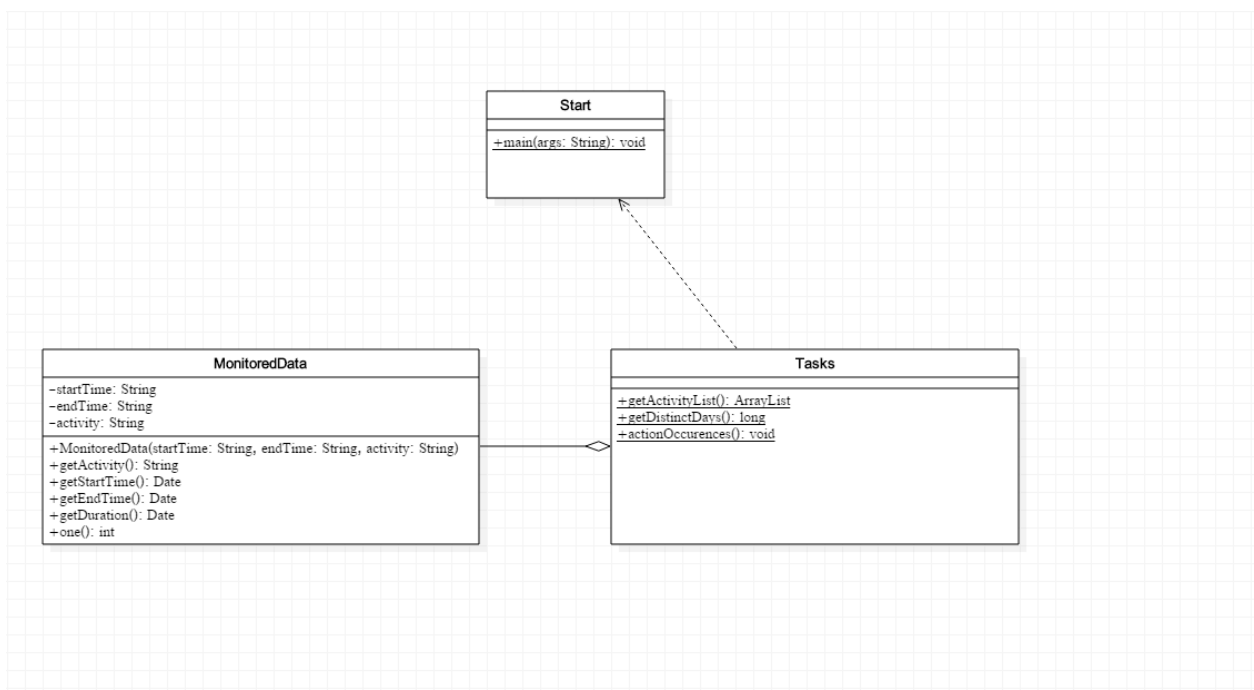 Start
+main(args: String): void
MonitoredData
-startTime: String
-endTime: String
-activity: String
+MonitoredData(startTime: String, endTime: String, activity: String)
+getActivity(): String
+getStartTime(): Date
+getEndTime(): Date
+getDuration(): Date
+one(): int
Tasks
+getActivityList(): ArrayList
+getDistinctDays(): long
+actionOccurences(): void